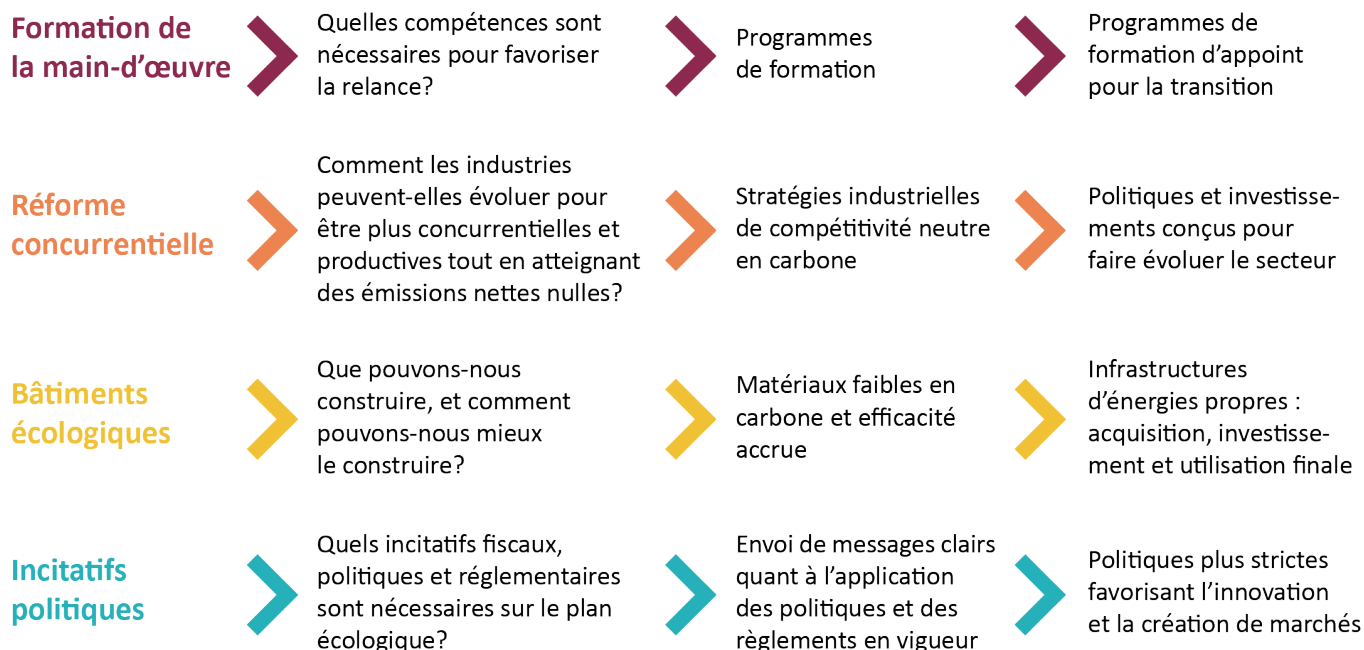 Formation de
la main-d’œuvre
Quelles compétences sont
nécessaires pour favoriser
la relance?
Programmes
de formation
Programmes de
formation d’appoint
pour la transition
Réforme
concurrentielle
Comment les industries
peuvent-elles évoluer pour
être plus concurrentielles et
productives tout en atteignant
des émissions nettes nulles?
Stratégies industrielles
de compétitivité neutre
en carbone
Politiques et investisse-
ments conçus pour
faire évoluer le secteur
Bâtiments
écologiques
Que pouvons-nous
construire, et comment
pouvons-nous mieux
le construire?
Matériaux faibles en
carbone et efficacité
accrue
Infrastructures
d’énergies propres :
acquisition, investisse-
ment et utilisation finale
Incitatifs
politiques
Quels incitatifs fiscaux,
politiques et réglementaires
sont nécessaires sur le plan
écologique?
Envoi de messages clairs
quant à l’application
des politiques et des
règlements en vigueur
Politiques plus strictes
favorisant l’innovation
et la création de marchés